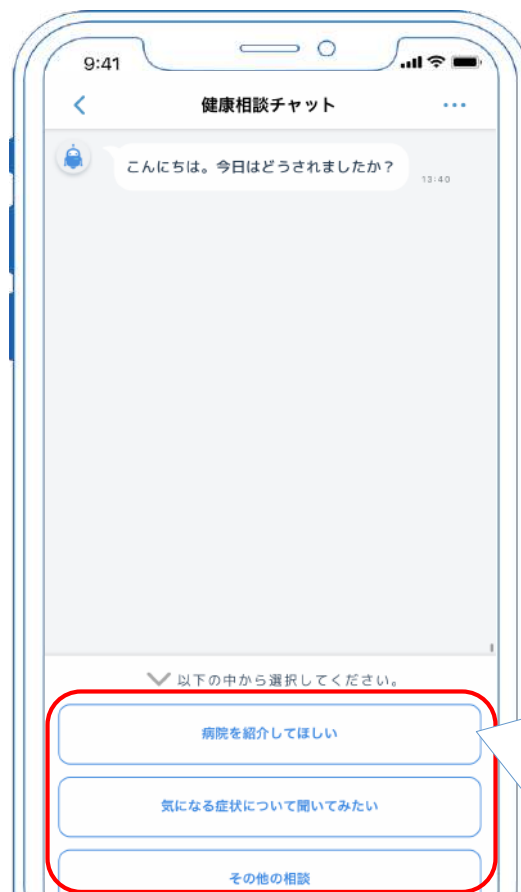 9:41
健康相談チャット
こんにちは。今日はどうされましたか？
13:40
以下の中から選択してください。
病院を紹介してほしい
気になる症状について聞いてみたい
その他の相談